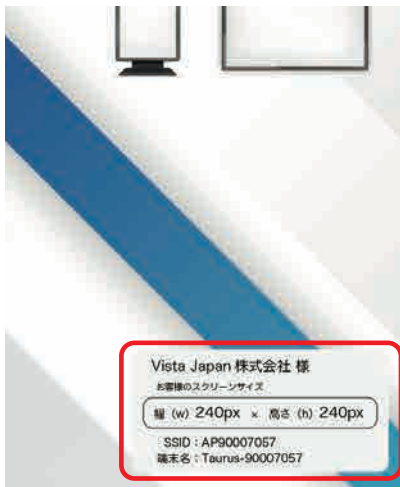 Vista Japan 株式会社 様
お客様のスクリーンサイズ
幅 (w) 240px × 高さ (h) 240px
SSID：AP90007057
端末名：Taurus-90007057